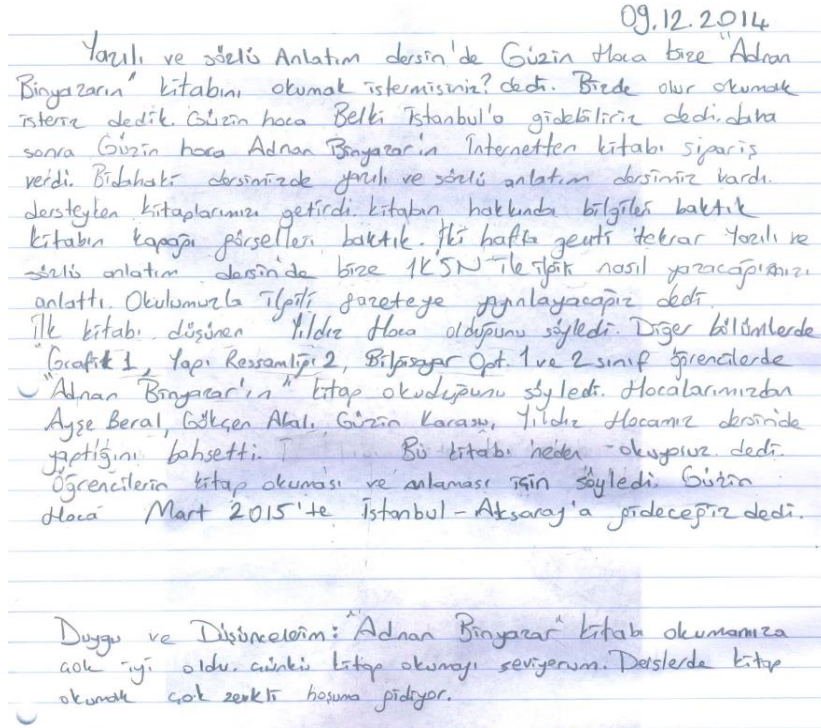 09.12.2014
Yazılı ve sözlü Anlatım dersin'de Güzin Hoca bize "Adnan
Binyazarın" kitabını okumak istermisiniz? dedi. Bizde olur okumak
isteriz dedik. Güzin hoca Belki İstanbul'a gidebiliriz dedi. daha
sonra Güzin hoca Adnan Binyazar'in İnternetten kitabı sipariş
verdi. Bidahaki dersimizde yazılı ve sözlü anlatım dersimiz vardı.
dersteyken kitaplarımızı getirdi. kitabın hakkında bilgileri baktık
kitabın kapağı görselleri baktık. İki hafta geçti tekrar Yazılı ve
sözlü anlatım dersin'de bize 1KSN ile ilgili nasıl yazacağımızı
anlattı. Okulumuzla ilgili gazeteye yayınlayacağız dedi.
İlk kitabı düşünen Yıldız Hoca olduğunu söyledi. Diğer bölümlerde
"Grafik 1, Yapı Ressamlığı 2, Bilgisayar Opt. 1 ve 2 sınıf öğrencilerde
"Adnan Binyazar'ın" kitap okuduğunu söyledi. Hocalarımızdan
Ayşe Beral, Gökçen Akalı Güzin Karasu, Yıldız Hocamız dersinde
yaptığını bahsetti. Bu kitabı neden okuyoruz dedi.
Öğrencilerin kitap okuması ve anlaması için söyledi. Güzin
Hoca Mart 2015'te İstanbul - Aksaray'a gideceğiz dedi.
Duygu ve Düşüncelerim: "Adnan Binyazar" kitabı okumamıza
çok iyi oldu. çünkü kitap okumayı seviyorum. Derslerde kitap
okumak çok zevkli hoşuma gidiyor.